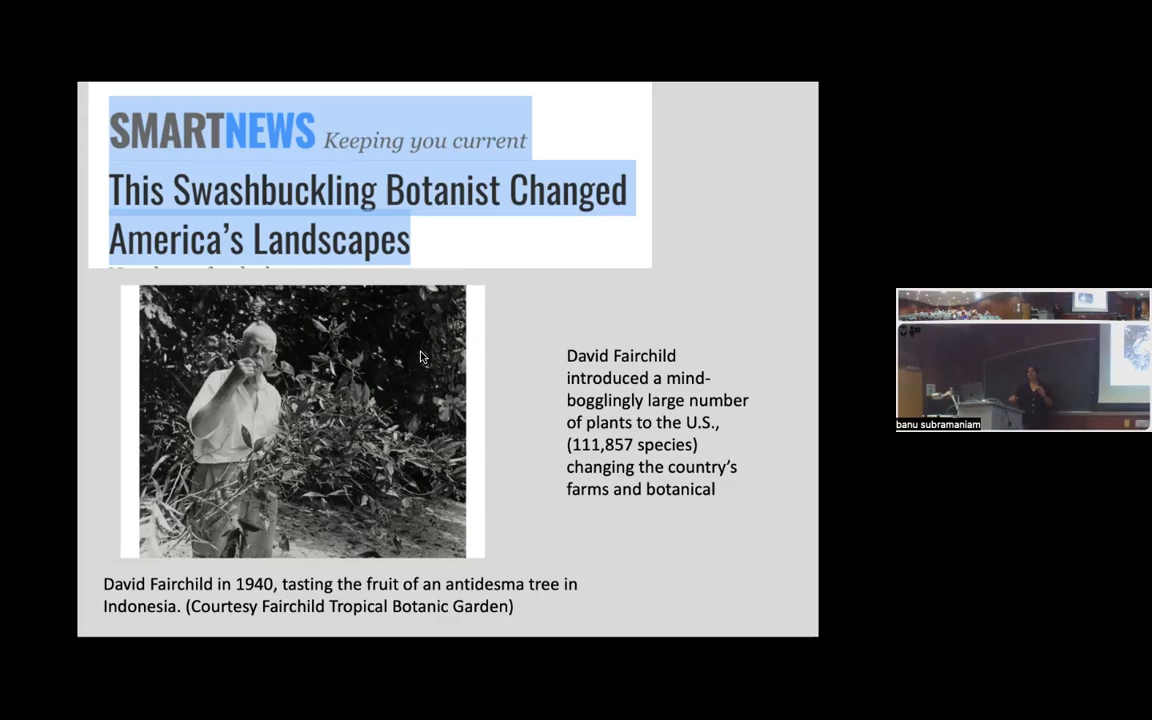 SMARTNEWS Keeping you current
This Swashbuckling Botanist Changed
America's Landscapes
David Fairchild
introduced a mind-
bogglingly large number
of plants to the U.S.,
(111,857 species)
changing the country's
farms and botanical
David Fairchild in 1940, tasting the fruit of an antidesma tree in
Indonesia. (Courtesy Fairchild Tropical Botanic Garden)
banu subramaniam